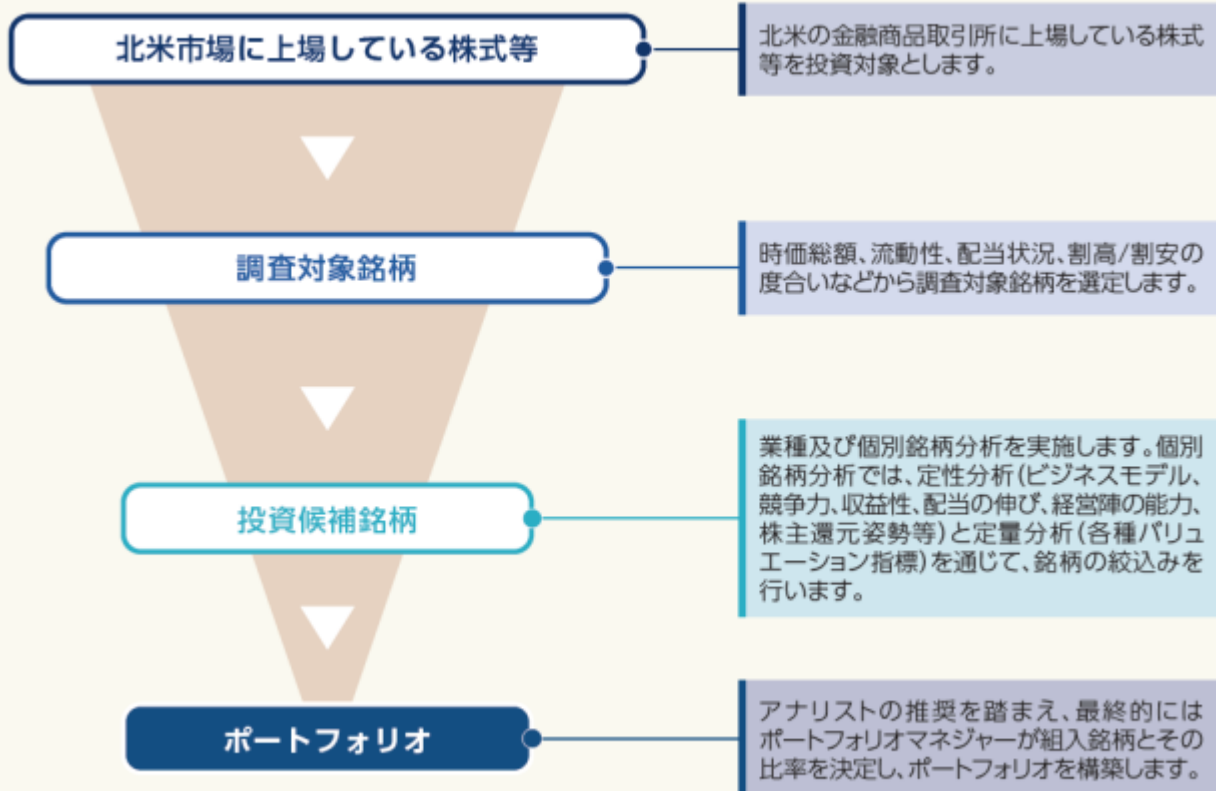 北米市場に上場している株式等
北米の金融商品取引所に上場している株式
等を投資対象とします。
調査対象銘柄
時価総額、流動性、配当状況、割高/割安の
度合いなどから調査対象銘柄を選定します。
投資候補銘柄
業種及び個別銘柄分析を実施します。個別
銘柄分析では、定性分析(ビジネスモデル、
競争力、収益性、配当の伸び、経営陣の能力、
株主還元姿勢等)と定量分析(各種バリュ
エーション指標)を通じて、銘柄の絞込みを
行います。
ポートフォリオ
アナリストの推奨を踏まえ、最終的には
ポートフォリオマネジャーが組入銘柄とその
比率を決定し、ポートフォリオを構築します。